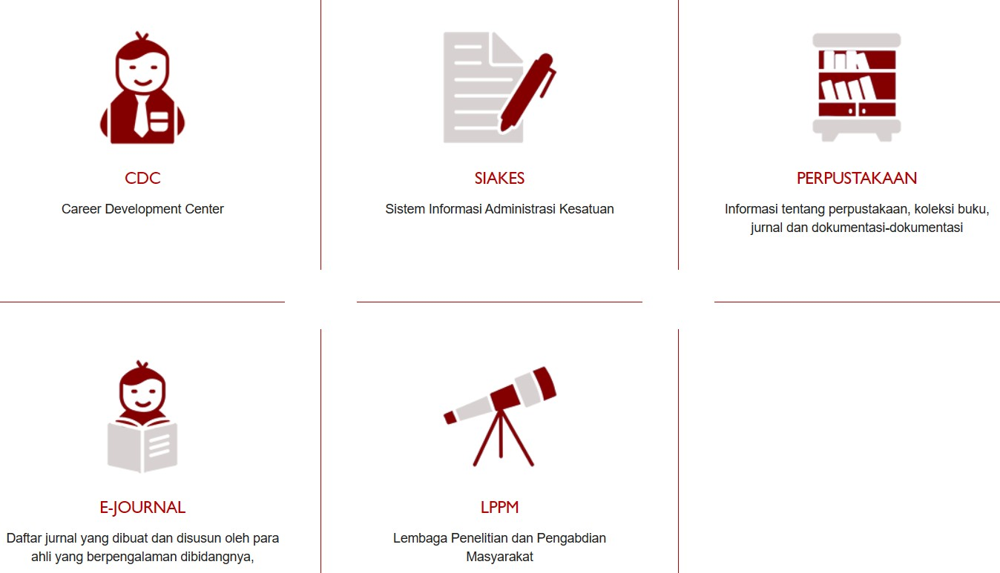 CDC
Career Development Center
SIAKES
Sistem Informasi Administrasi Kesatuan
PERPUSTAKAAN
Informasi tentang perpustakaan, koleksi buku,
jurnal dan dokumentasi-dokumentasi
E-JOURNAL
Daftar jurnal yang dibuat dan disusun oleh para
ahli yang berpengalaman dibidangnya,
LPPM
Lembaga Penelitian dan Pengabdian
Masyarakat